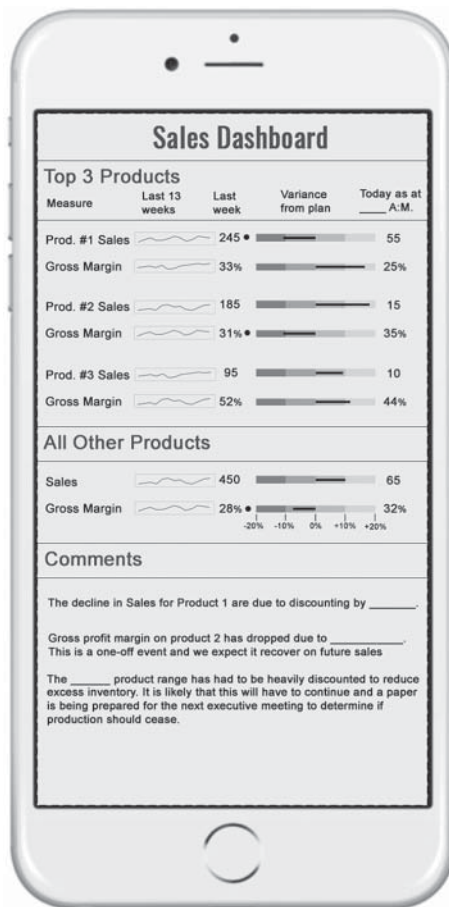 Sales Dashboard
Top 3 Products
Measure Last 13 weeks Last week Variance from plan Today as at ____ A:M.
Prod. #1 Sales 245 55
Gross Margin 33% 25%
Prod. #2 Sales 185 15
Gross Margin 31% 35%
Prod. #3 Sales 95 10
Gross Margin 52% 44%
All Other Products
Sales 450 65
Gross Margin 28% 32%
-20% -10% 0% +10% +20%
Comments
The decline in Sales for Product 1 are due to discounting by _______.
Gross profit margin on product 2 has dropped due to ___________.
This is a one-off event and we expect it recover on future sales
The ______ product range has had to be heavily discounted to reduce
excess inventory. It is likely that this will have to continue and a paper
is being prepared for the next executive meeting to determine if
production should cease.